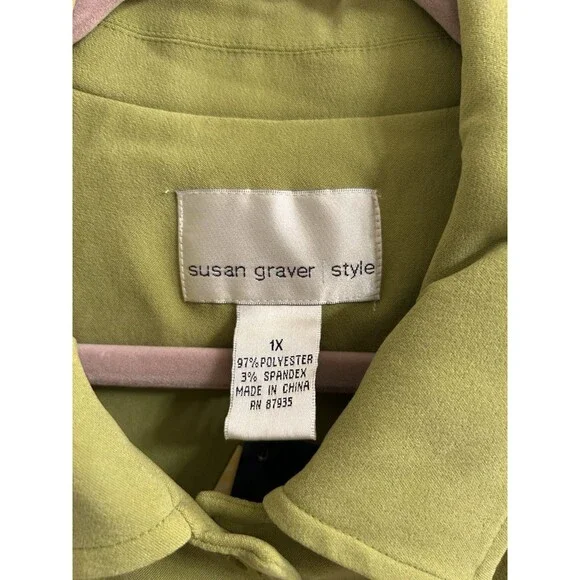 susan graver | style
1X
97% POLYESTER
3% SPANDEX
MADE IN CHINA
RN 87935